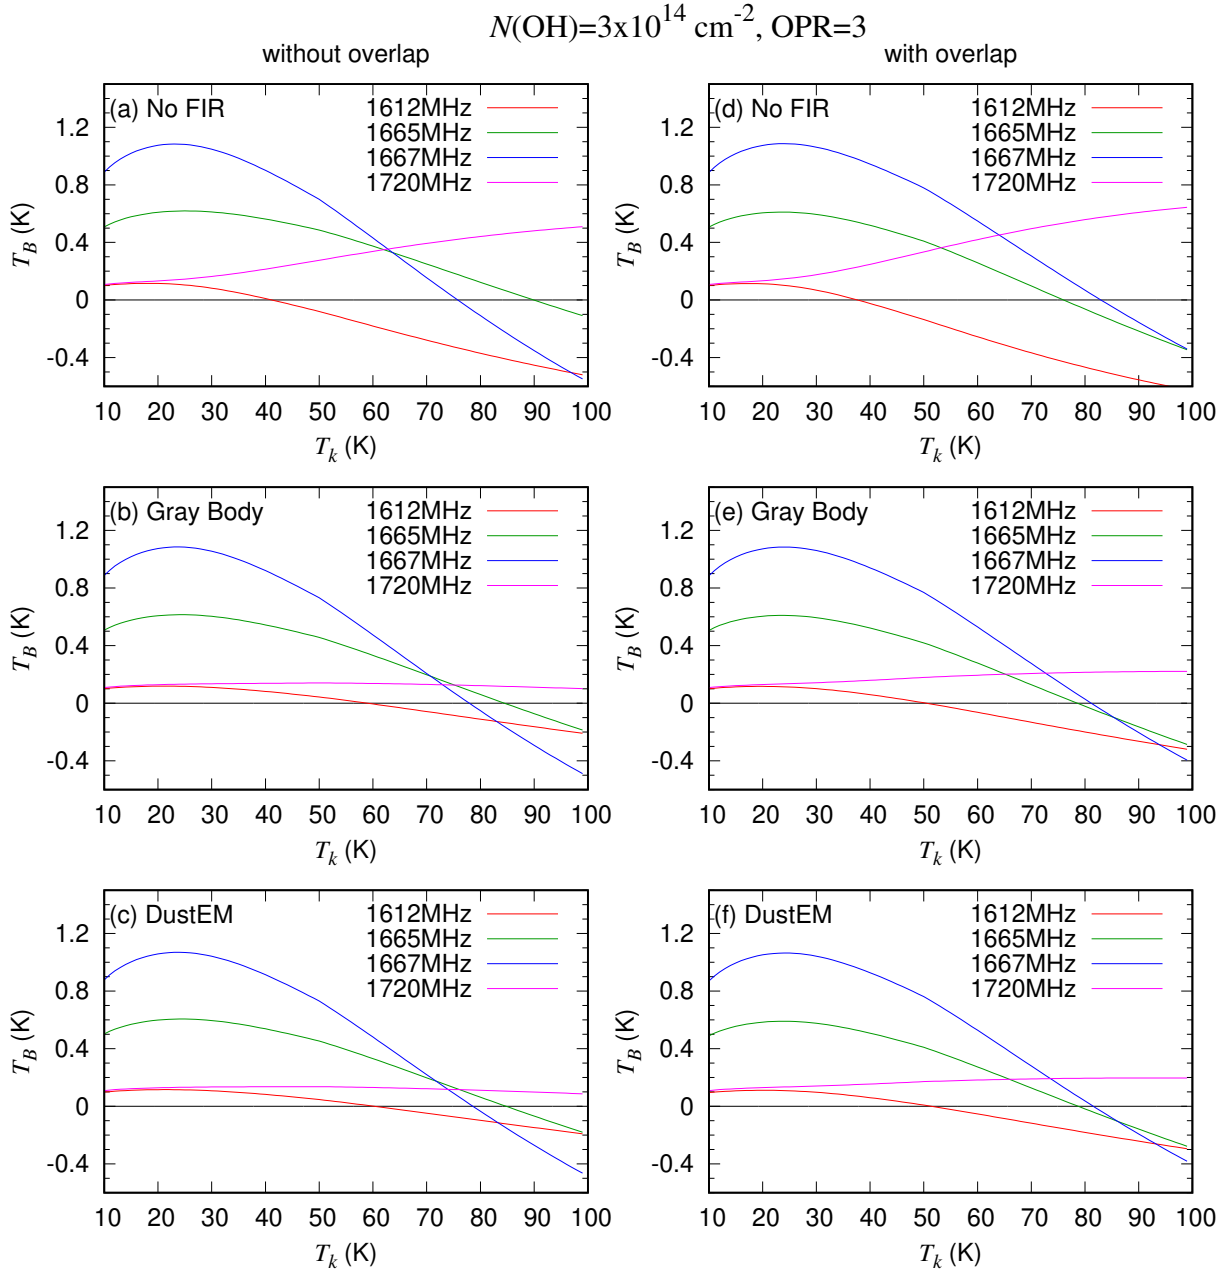 N(OH)=3x10^14 cm^-2, OPR=3
without overlap
with overlap
(a) No FIR
1612MHz
1665MHz
1667MHz
1720MHz
T_B (K)
1.2
0.8
0.4
0
-0.4
10 20 30 40 50 60 70 80 90 100
T_k (K)
(d) No FIR
1612MHz
1665MHz
1667MHz
1720MHz
T_B (K)
1.2
0.8
0.4
0
-0.4
10 20 30 40 50 60 70 80 90 100
T_k (K)
(b) Gray Body
1612MHz
1665MHz
1667MHz
1720MHz
T_B (K)
1.2
0.8
0.4
0
-0.4
10 20 30 40 50 60 70 80 90 100
T_k (K)
(e) Gray Body
1612MHz
1665MHz
1667MHz
1720MHz
T_B (K)
1.2
0.8
0.4
0
-0.4
10 20 30 40 50 60 70 80 90 100
T_k (K)
(c) DustEM
1612MHz
1665MHz
1667MHz
1720MHz
T_B (K)
1.2
0.8
0.4
0
-0.4
10 20 30 40 50 60 70 80 90 100
T_k (K)
(f) DustEM
1612MHz
1665MHz
1667MHz
1720MHz
T_B (K)
1.2
0.8
0.4
0
-0.4
10 20 30 40 50 60 70 80 90 100
T_k (K)